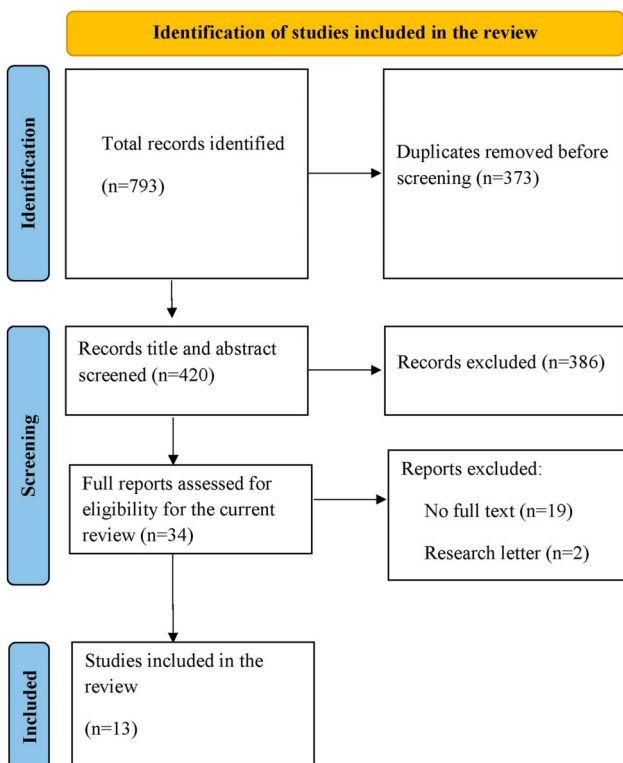 Identification of studies included in the review
Identification
Total records identified
(n=793)
Duplicates removed before
screening (n=373)
Screening
Records title and abstract
screened (n=420)
Records excluded (n=386)
Full reports assessed for
eligibility for the current
review (n=34)
Reports excluded:
No full text (n=19)
Research letter (n=2)
Included
Studies included in the
review
(n=13)